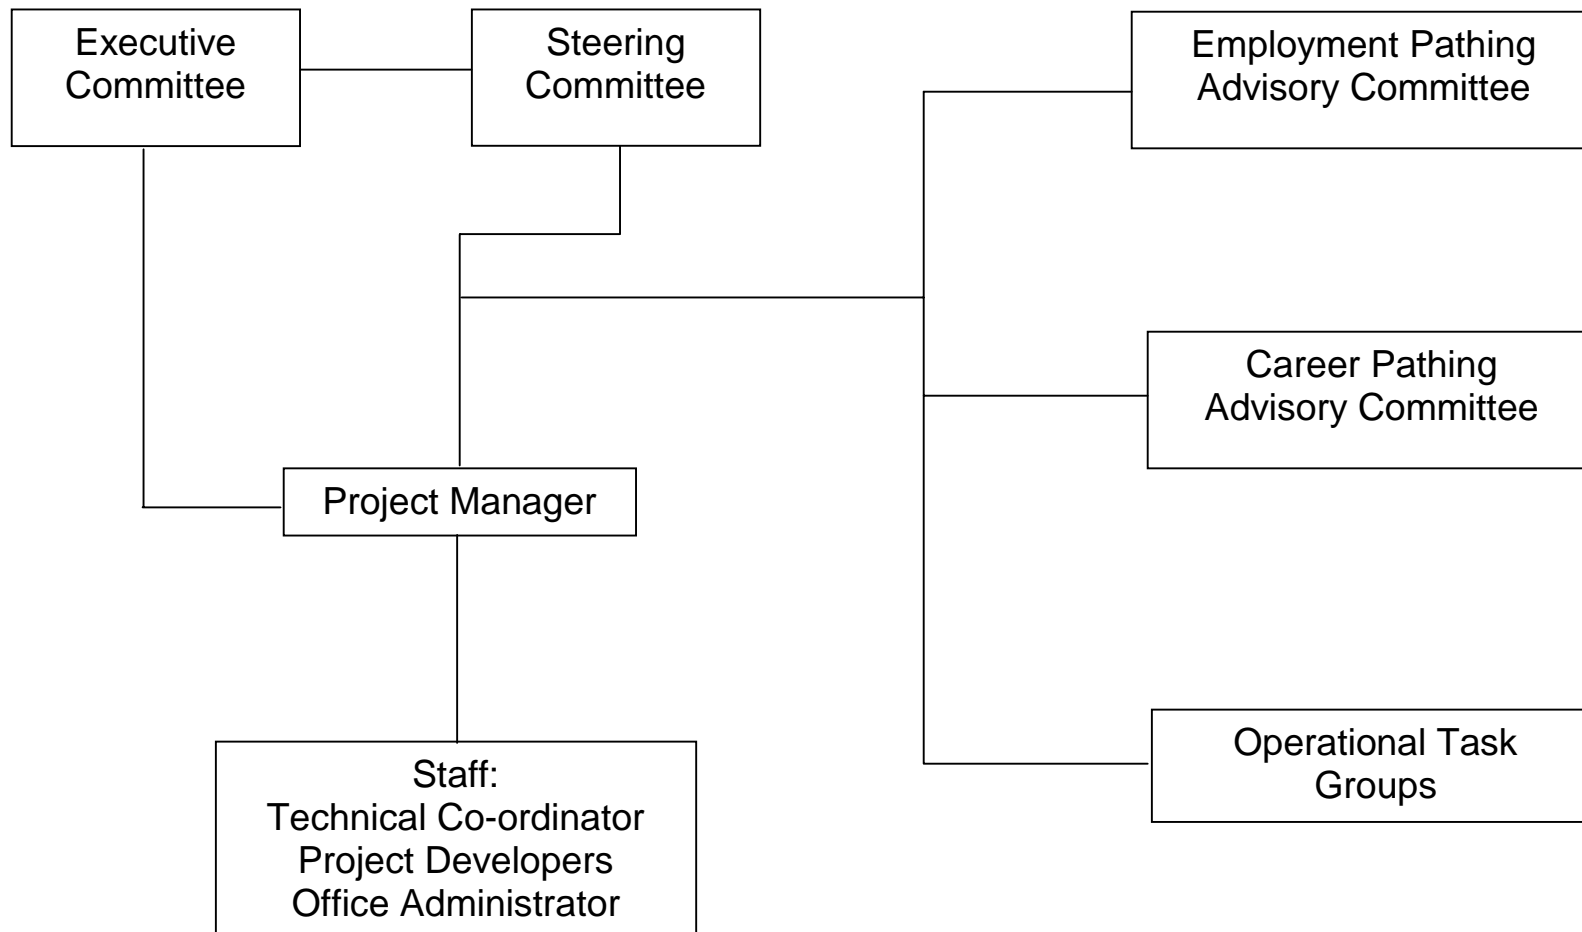 Executive
Committee
Steering
Committee
Employment Pathing
Advisory Committee
Career Pathing
Advisory Committee
Project Manager
Operational Task
Groups
Staff:
Technical Co-ordinator
Project Developers
Office Administrator